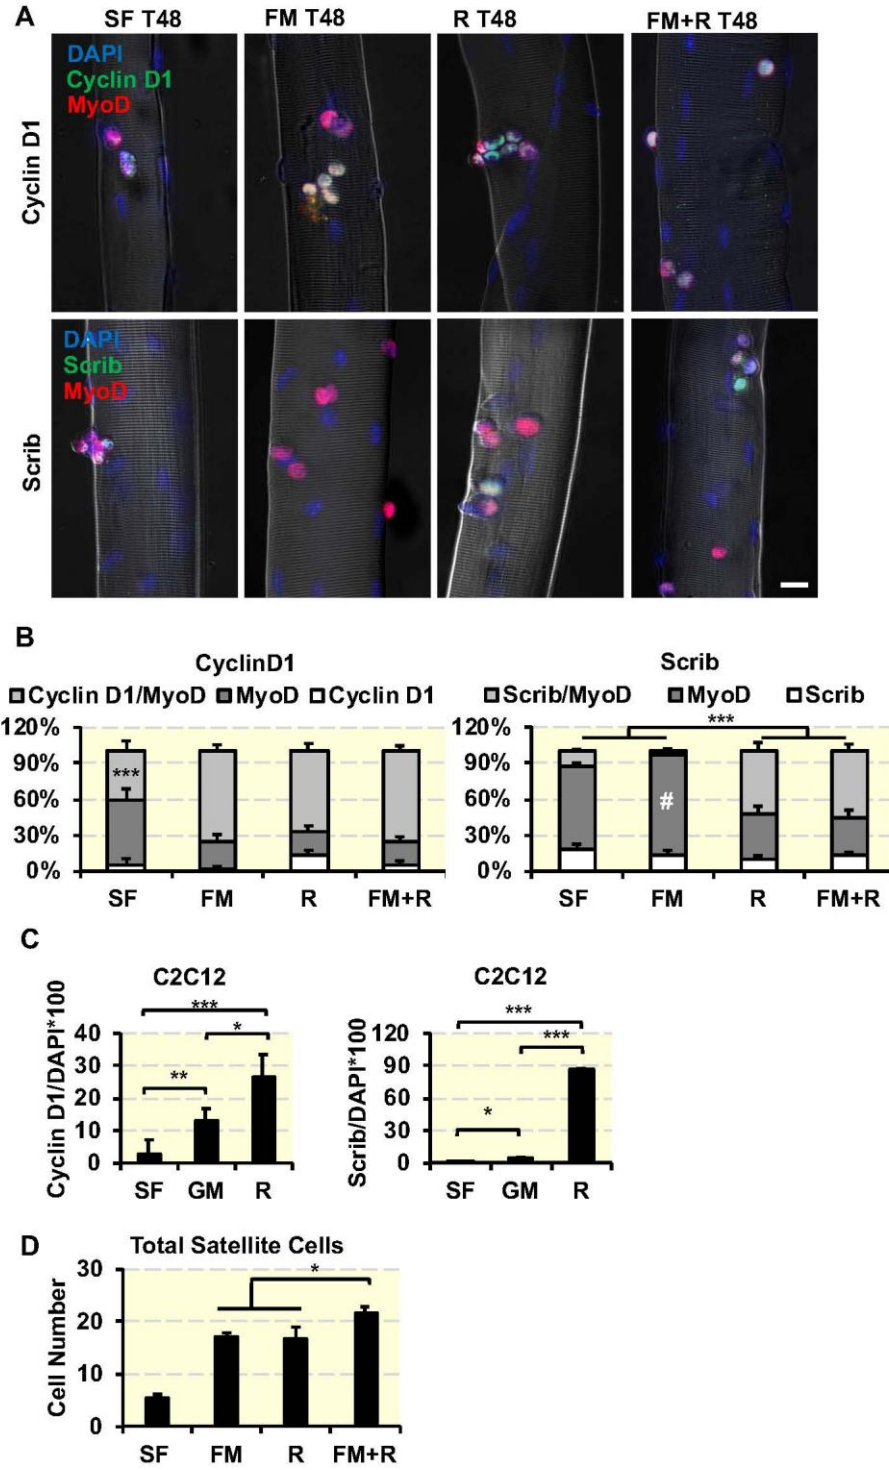 A
SF T48 FM T48 R T48 FM+R T48
Cyclin D1
DAPI
Cyclin D1
MyoD
Scrib
DAPI
Scrib
MyoD
B
CyclinD1
Cyclin D1/MyoD MyoD Cyclin D1
120%
90%
60%
30%
0%
***
SF FM R FM+R
Scrib
Scrib/MyoD MyoD Scrib
***
120%
90%
60%
30%
0%
#
SF FM R FM+R
C
C2C12
Cyclin D1/DAPI*100
***
*
**
40
30
20
10
0
SF GM R
C2C12
Scrib/DAPI*100
***
***
*
120
90
60
30
0
SF GM R
D
Total Satellite Cells
Cell Number
*
30
20
10
0
SF FM R FM+R